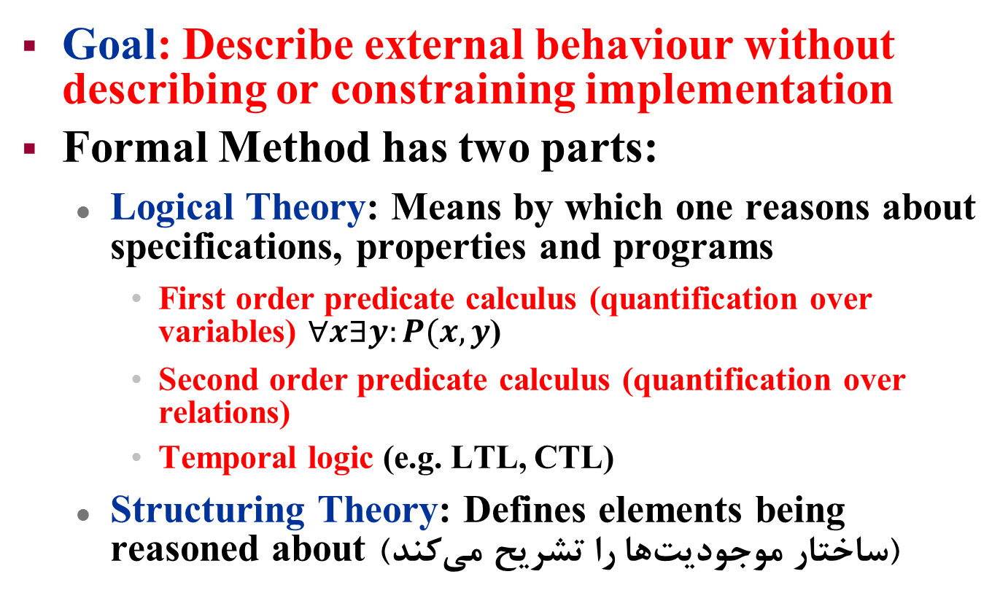 ▪ Goal: Describe external behaviour without
describing or constraining implementation
▪ Formal Method has two parts:
• Logical Theory: Means by which one reasons about
specifications, properties and programs
• First order predicate calculus (quantification over
variables) ∀x∃y: P(x, y)
• Second order predicate calculus (quantification over
relations)
• Temporal logic (e.g. LTL, CTL)
• Structuring Theory: Defines elements being
reasoned about (ساختار موجودیت‌ها را تشریح می‌کند)